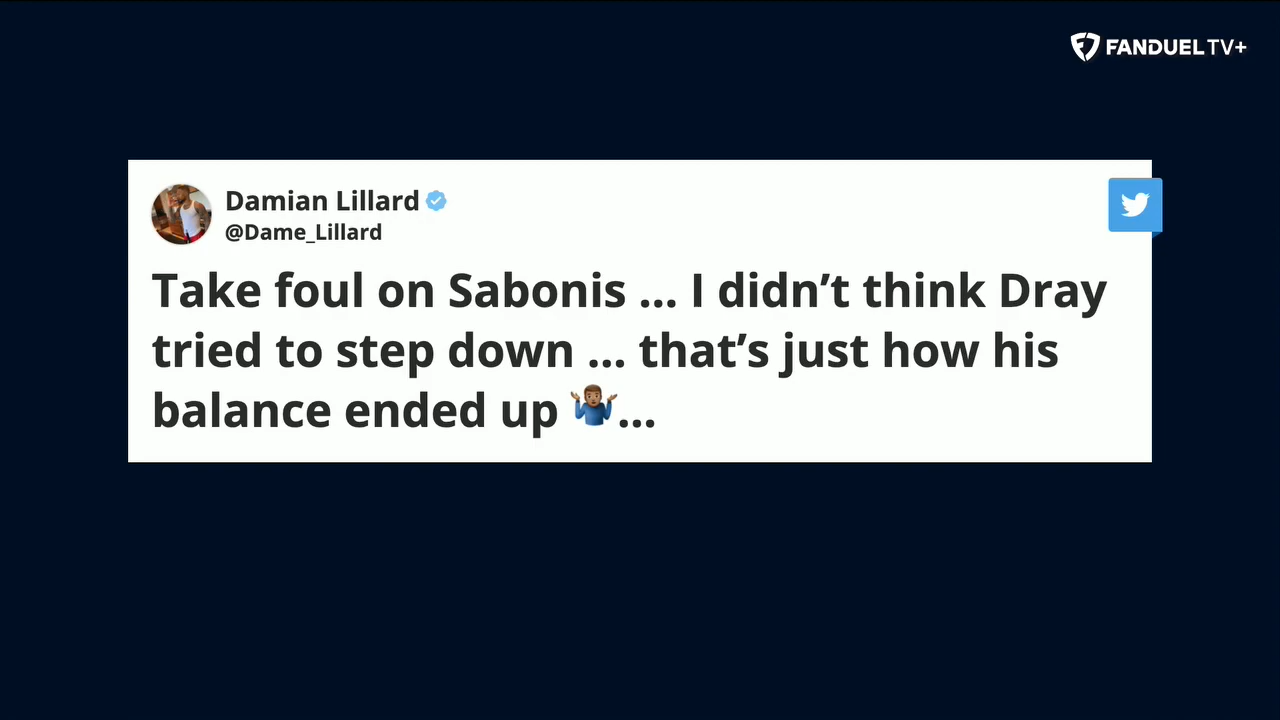 FANDUEL TV+
Damian Lillard
@Dame_Lillard
Take foul on Sabonis ... I didn’t think Dray
tried to step down ... that’s just how his
balance ended up 🤷🏽‍♂️...